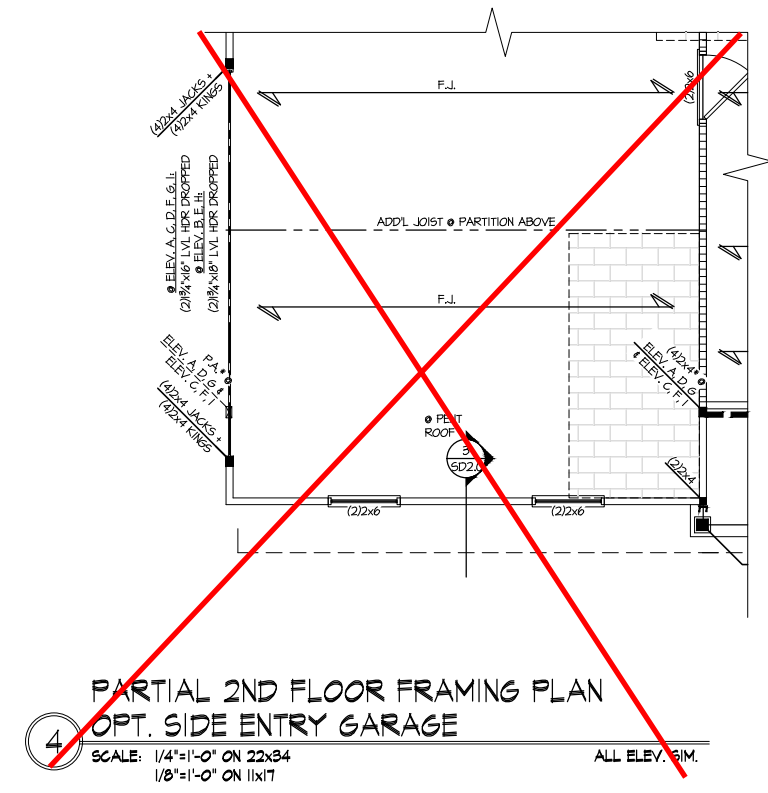 F.J.
(2)2x6
(4)2x4 JACKS +
(4)2x4 KINGS
@ ELEV. A, C, D, F, G, I:
(2)1¾"x16" LVL HDR DROPPED
@ ELEV. B, E, H:
(2)1¾"x18" LVL HDR DROPPED
ADD'L JOIST @ PARTITION ABOVE
F.J.
P.A. @
ELEV. A, D, G &
ELEV. C, F, I
(4)2x4 @
ELEV. A, D, G
& ELEV. C, F, I
(4)2x4 JACKS +
(4)2x4 KINGS
@ PENT
ROOF
3
SD2.0
(2)2x4
(2)2x6
(2)2x6
PARTIAL 2ND FLOOR FRAMING PLAN
OPT. SIDE ENTRY GARAGE
4
SCALE: 1/4"=1'-0" ON 22x34
ALL ELEV. SIM.
1/8"=1'-0" ON 11x17